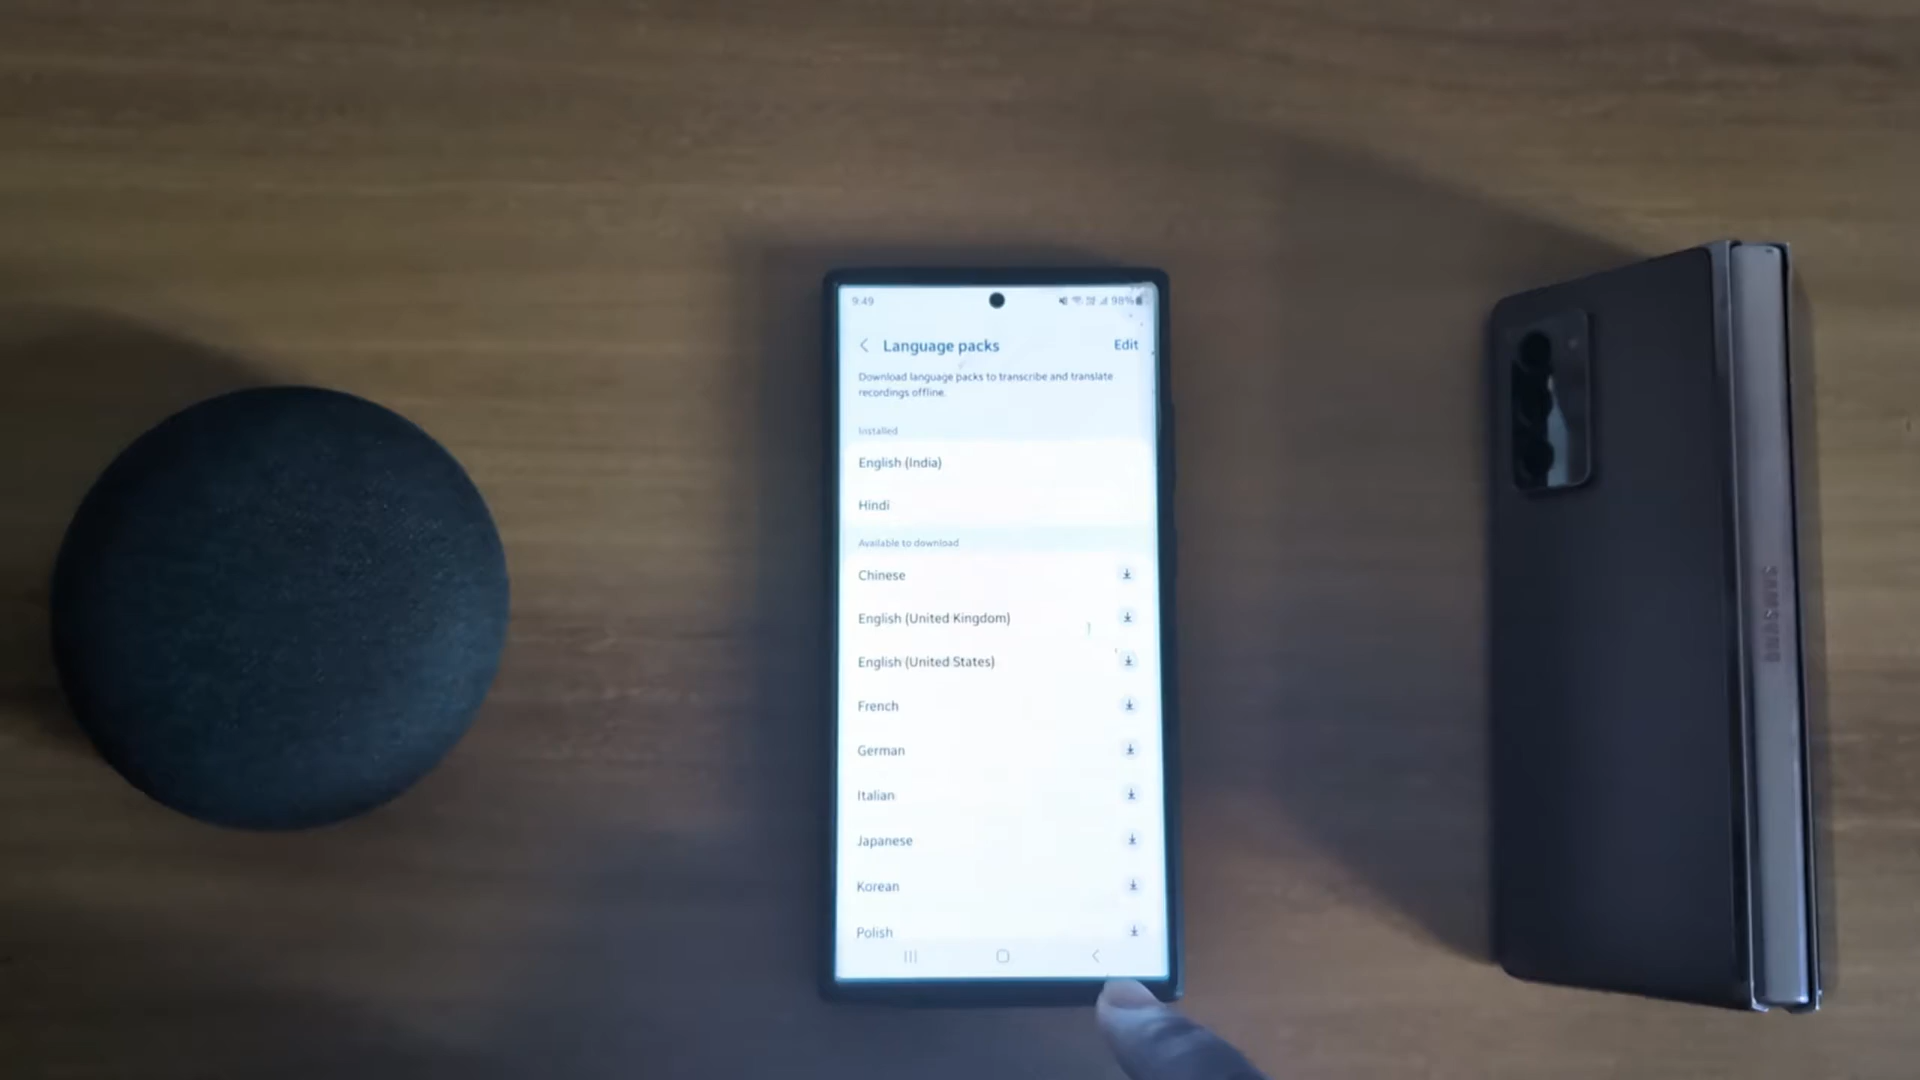 9:49
98%
Language packs
Edit
Download language packs to transcribe and translate
recordings offline.
Installed
English (India)
Hindi
Available to download
Chinese
English (United Kingdom)
English (United States)
French
German
Italian
Japanese
Korean
Polish
SAMSUNG